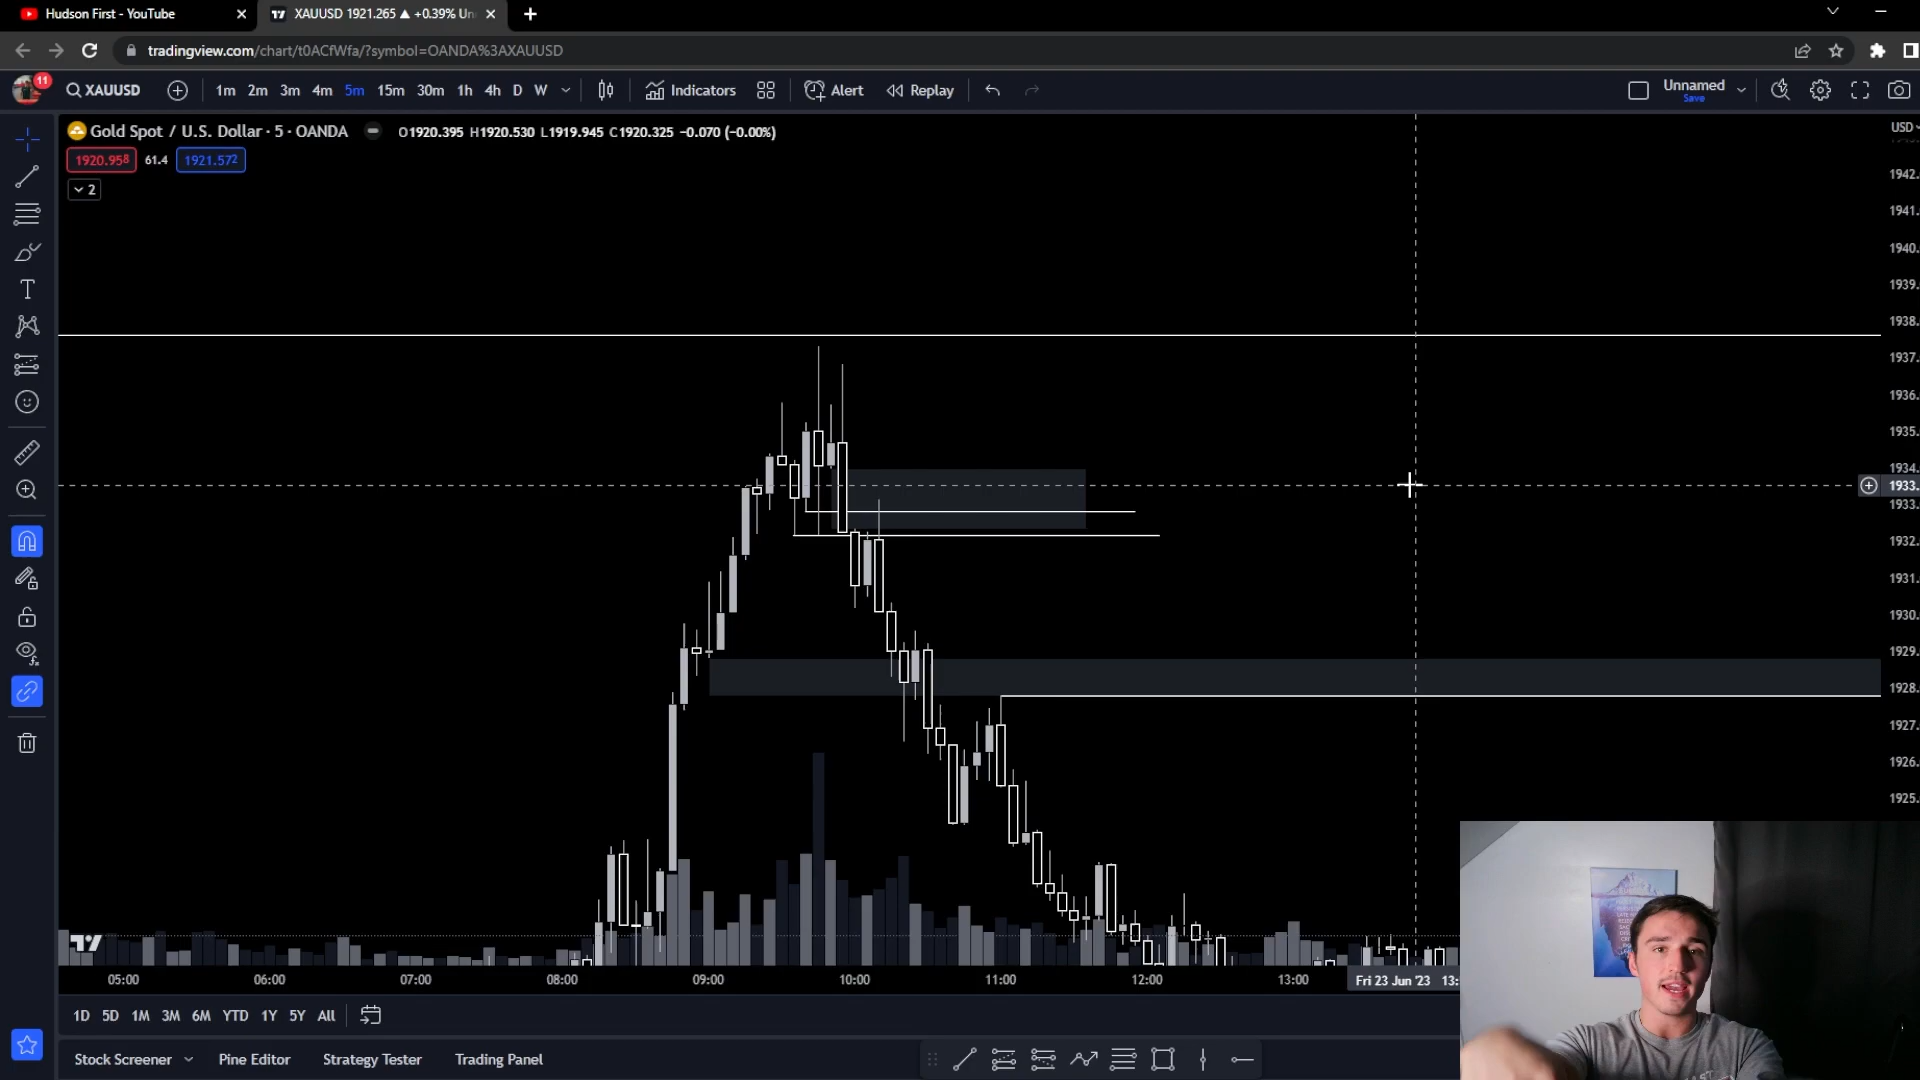 Hudson First - YouTube
XAUUSD 1921.265 ▲ +0.39% Un
tradingview.com/chart/t0ACfWfa/?symbol=OANDA%3AXAUUSD
11
XAUUSD 1m 2m 3m 4m 5m 15m 30m 1h 4h D W Indicators Alert Replay Unnamed
Save
Gold Spot / U.S. Dollar · 5 · OANDA O1920.395 H1920.530 L1919.945 C1920.325 −0.070 (−0.00%)
USD
1920.958 61.4 1921.572
2
1942.
1941.
1940.
1939.
1938.
1937.
1936.
1935.
1934.
1933.
1933.
1932.
1931.
1930.
1929.
1928.
1927.
1926.
1925.
05:00 06:00 07:00 08:00 09:00 10:00 11:00 12:00 13:00 Fri 23 Jun '23 13:
1D 5D 1M 3M 6M YTD 1Y 5Y All
Stock Screener Pine Editor Strategy Tester Trading Panel